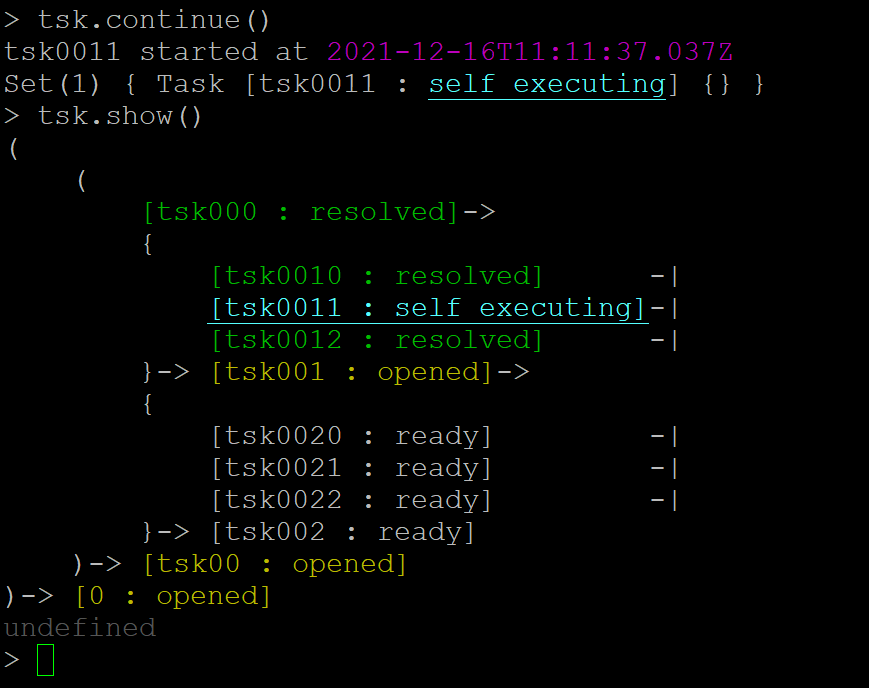 > tsk.continue()
tsk0011 started at 2021-12-16T11:11:37.037Z
Set(1) { Task [tsk0011 : self executing] {} }
> tsk.show()
(
    (
        [tsk000 : resolved]->
        {
            [tsk0010 : resolved]      -|
            [tsk0011 : self executing]-|
            [tsk0012 : resolved]      -|
        }-> [tsk001 : opened]->
        {
            [tsk0020 : ready]         -|
            [tsk0021 : ready]         -|
            [tsk0022 : ready]         -|
        }-> [tsk002 : ready]
    )-> [tsk00 : opened]
)-> [0 : opened]
undefined
>